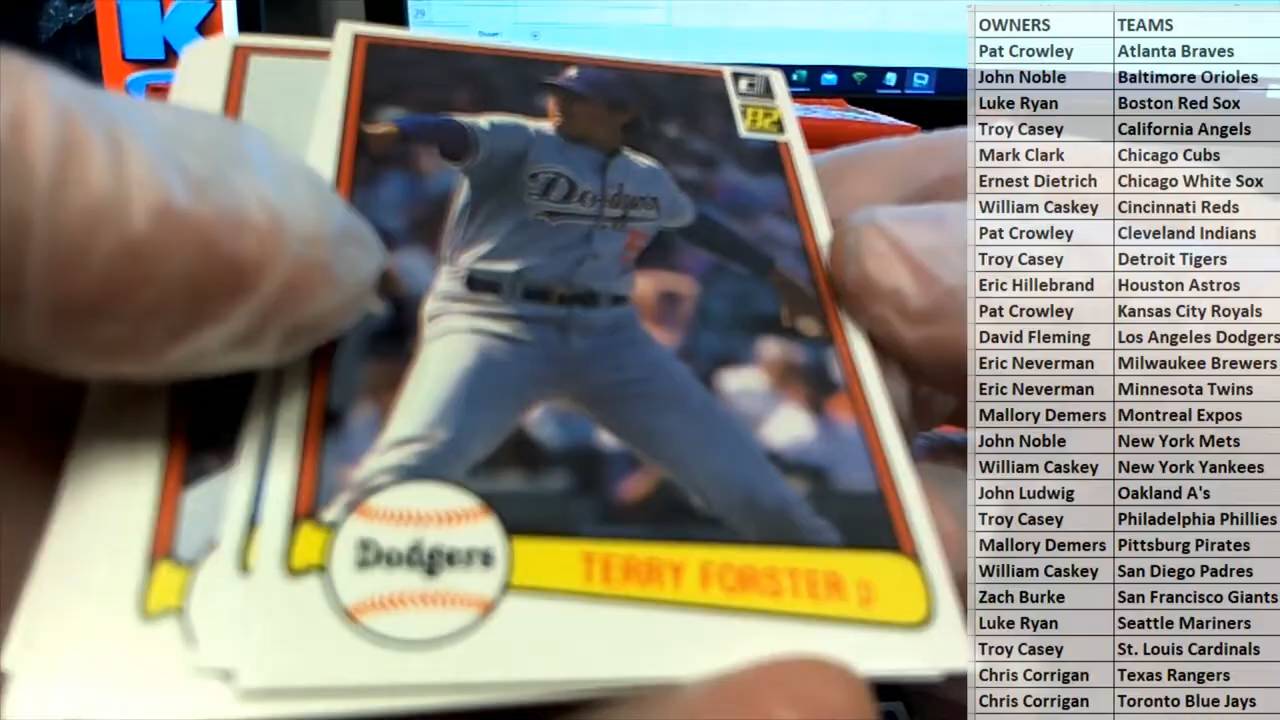 K
29
82
Dodgers
Dodgers
TERRY FORSTER p
OWNERS TEAMS
Pat Crowley Atlanta Braves
John Noble Baltimore Orioles
Luke Ryan Boston Red Sox
Troy Casey California Angels
Mark Clark Chicago Cubs
Ernest Dietrich Chicago White Sox
William Caskey Cincinnati Reds
Pat Crowley Cleveland Indians
Troy Casey Detroit Tigers
Eric Hillebrand Houston Astros
Pat Crowley Kansas City Royals
David Fleming Los Angeles Dodgers
Eric Neverman Milwaukee Brewers
Eric Neverman Minnesota Twins
Mallory Demers Montreal Expos
John Noble New York Mets
William Caskey New York Yankees
John Ludwig Oakland A's
Troy Casey Philadelphia Phillies
Mallory Demers Pittsburg Pirates
William Caskey San Diego Padres
Zach Burke San Francisco Giants
Luke Ryan Seattle Mariners
Troy Casey St. Louis Cardinals
Chris Corrigan Texas Rangers
Chris Corrigan Toronto Blue Jays